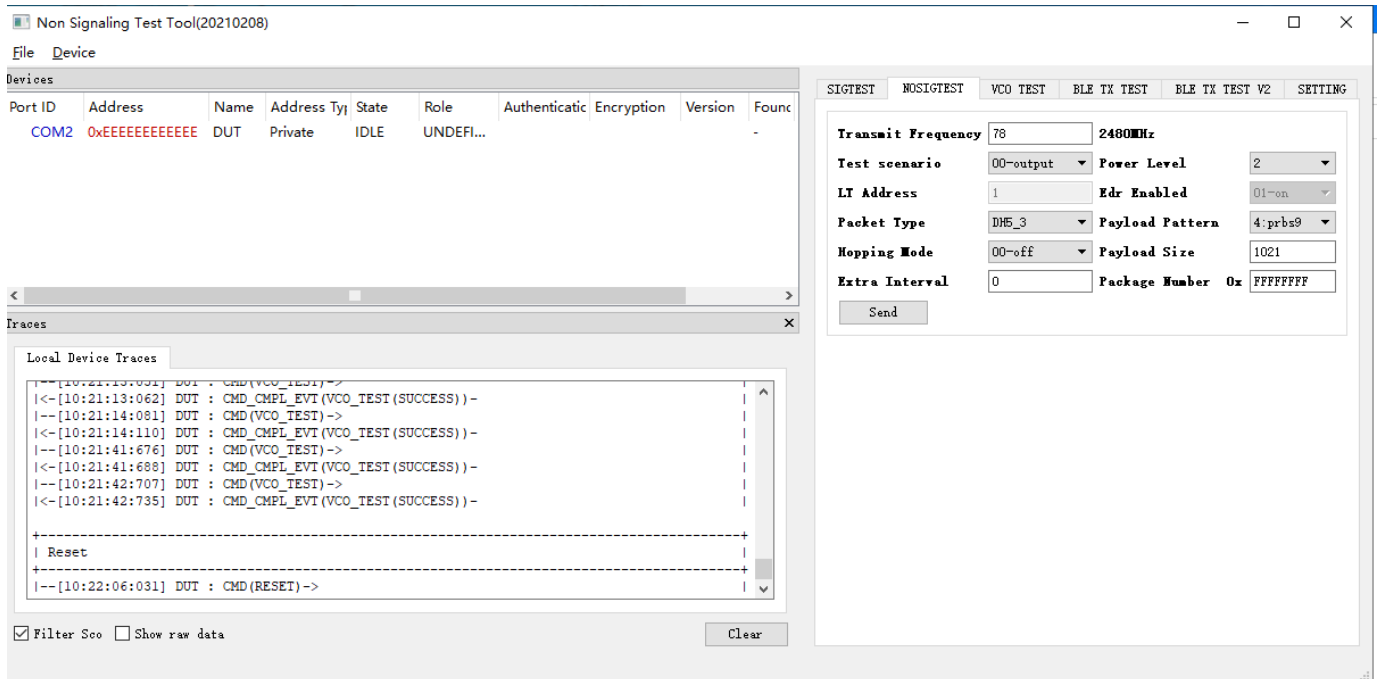 Non Signaling Test Tool(20210208)
File Device
Devices
Port ID Address Name Address Ty State Role Authenticatic Encryption Version Founc
COM2 0xEEEEEEEEEEEE DUT Private IDLE UNDEFI... -
Traces
Local Device Traces
|--[10:21:13:031] DUT : CMD(VCO_TEST)->
|<-[10:21:13:062] DUT : CMD_CMPL_EVT(VCO_TEST(SUCCESS))-
|--[10:21:14:081] DUT : CMD(VCO_TEST)->
|<-[10:21:14:110] DUT : CMD_CMPL_EVT(VCO_TEST(SUCCESS))-
|--[10:21:41:676] DUT : CMD(VCO_TEST)->
|<-[10:21:41:688] DUT : CMD_CMPL_EVT(VCO_TEST(SUCCESS))-
|--[10:21:42:707] DUT : CMD(VCO_TEST)->
|<-[10:21:42:735] DUT : CMD_CMPL_EVT(VCO_TEST(SUCCESS))-
| Reset
|--[10:22:06:031] DUT : CMD(RESET)->
Filter Sco Show raw data Clear
SIGTEST NOSIGTEST VCO TEST BLE TX TEST BLE TX TEST V2 SETTING
Transmit Frequency 78 2480MHz
Test scenario 00-output Power Level 2
LT Address 1 Edr Enabled 01-on
Packet Type DH5_3 Payload Pattern 4:prbs9
Hopping Mode 00-off Payload Size 1021
Extra Interval 0 Package Number 0x FFFFFFFF
Send